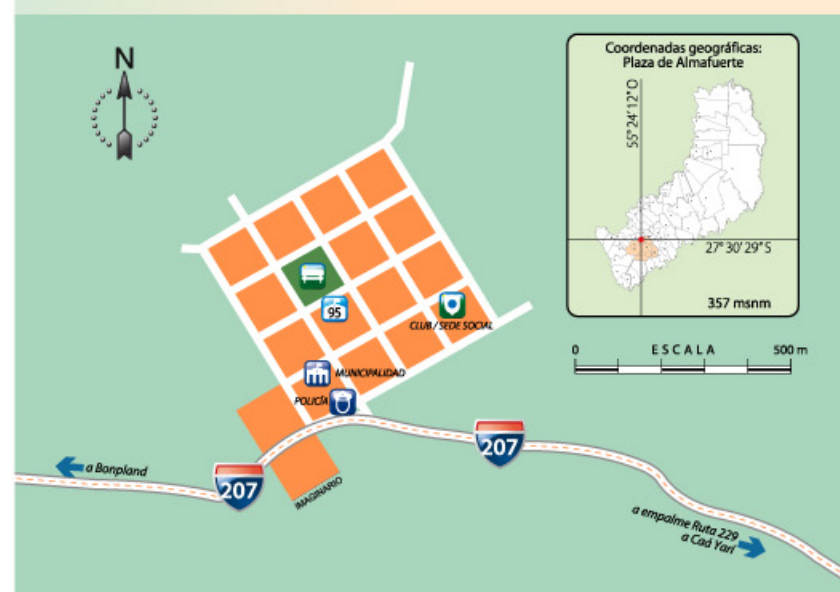 N
Coordenadas geográficas:
Plaza de Almafuerte
55° 24' 12" O
27° 30' 29" S
357 msnm
0 ESCALA 500 m
95
CLUB / SEDE SOCIAL
MUNICIPALIDAD
POLICÍA
207
207
a Bonpland
IMAGINARIO
a empalme Ruta 229
a Cad Yarí